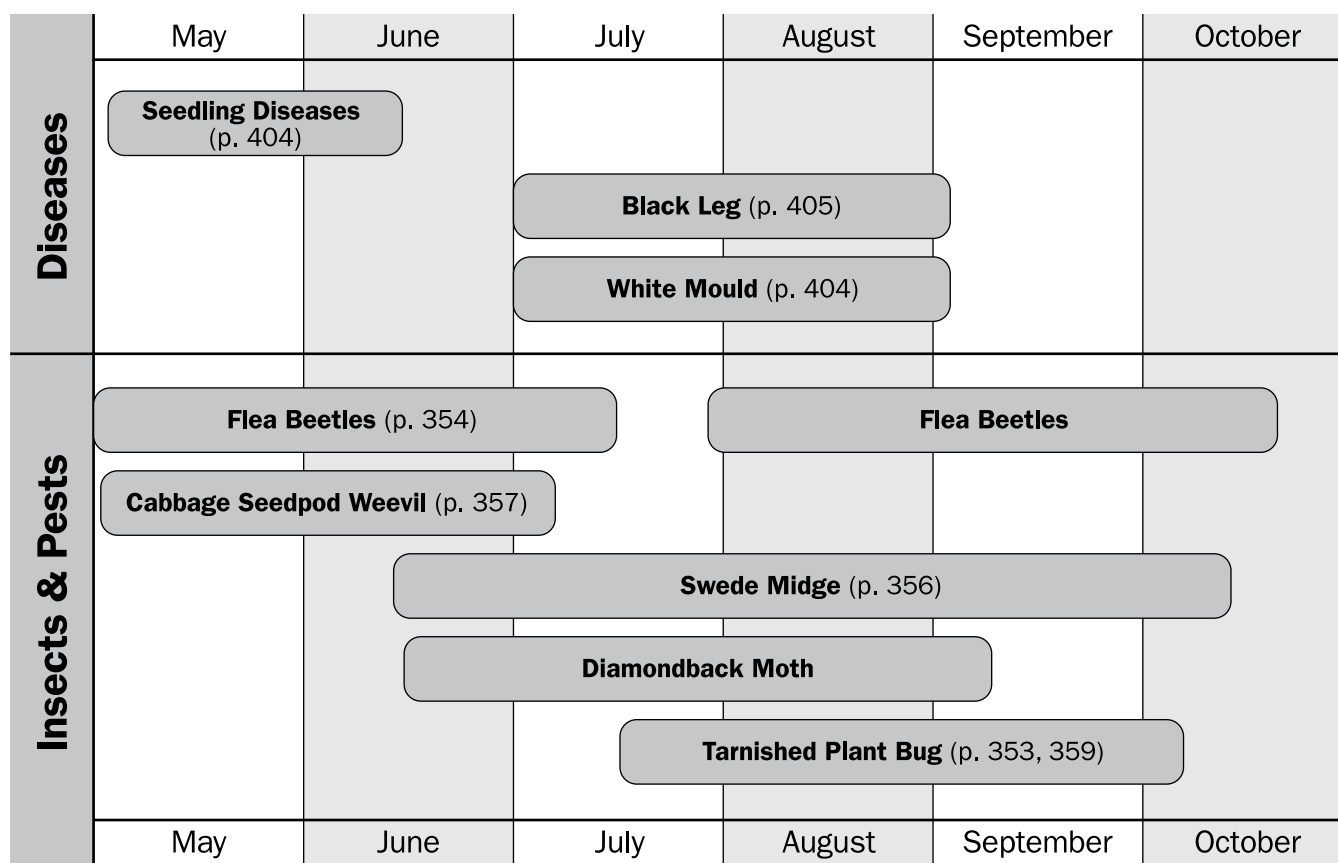 May June July August September October
Diseases
Seedling Diseases
(p. 404)
Black Leg (p. 405)
White Mould (p. 404)
Insects & Pests
Flea Beetles (p. 354) Flea Beetles
Cabbage Seedpod Weevil (p. 357)
Swede Midge (p. 356)
Diamondback Moth
Tarnished Plant Bug (p. 353, 359)
May June July August September October